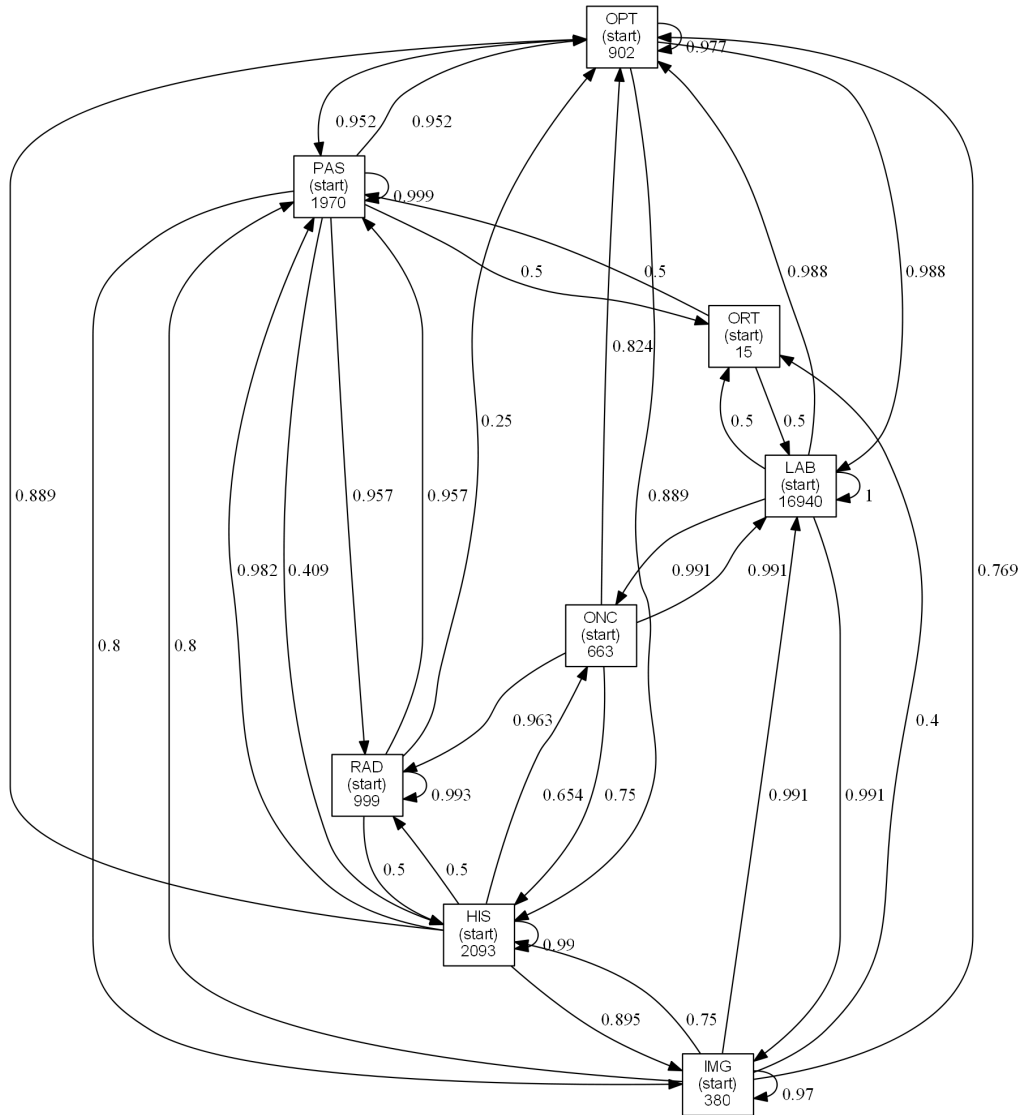 OPT
(start)
902
0.977
0.952
0.952
PAS
(start)
1970
0.999
0.5
0.5
0.988
0.988
ORT
(start)
15
0.824
0.25
0.5
0.5
LAB
(start)
16940
1
0.889
0.957
0.957
0.889
0.982
0.409
0.991
0.991
0.769
ONC
(start)
663
0.8
0.8
0.963
0.4
RAD
(start)
999
0.993
0.654
0.75
0.991
0.991
0.5
0.5
HIS
(start)
2093
0.99
0.895
0.75
IMG
(start)
380
0.97